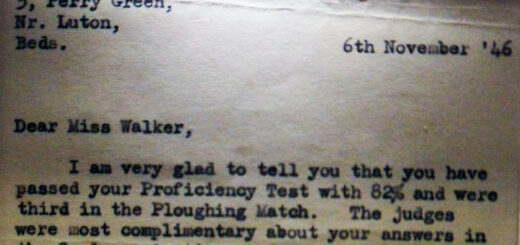 5, Perry Green,
Nr. Luton,
Beds.
6th November '46
Dear Miss Walker,
I am very glad to tell you that you have
passed your Proficiency Test with 82% and were
third in the Ploughing Match. The judges
were most complimentary about your answers in